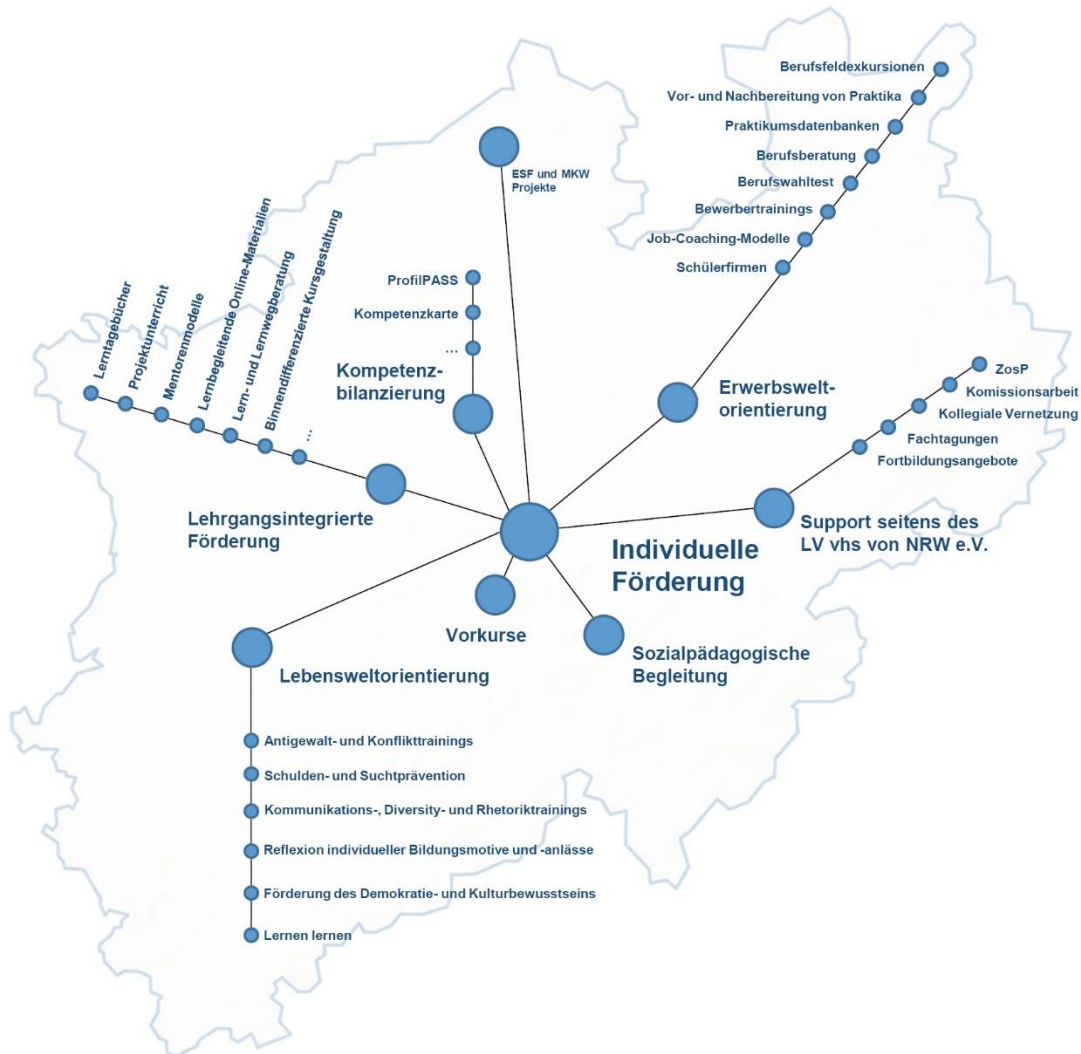 Berufsfeldexkursionen
Vor- und Nachbereitung von Praktika
Praktikumsdatenbanken
Berufsberatung
Berufswahltest
Bewerbertrainings
Job-Coaching-Modelle
Schülerfirmen
Erwerbswelt-
orientierung
ESF und MKW
Projekte
ProfilPASS
Kompetenzkarte
...
Kompetenz-
bilanzierung
Lerntagebücher
Projektunterricht
Mentorenmodelle
Lernbegleitende Online-Materialien
Lern- und Lernwegberatung
Binnendifferenzierte Kursgestaltung
...
Lehrgangsintegrierte
Förderung
ZosP
Komissionsarbeit
Kollegiale Vernetzung
Fachtagungen
Fortbildungsangebote
Support seitens des
LV vhs von NRW e.V.
Individuelle
Förderung
Vorkurse
Sozialpädagogische
Begleitung
Lebensweltorientierung
Antigewalt- und Konflikttrainings
Schulden- und Suchtprävention
Kommunikations-, Diversity- und Rhetoriktrainings
Reflexion individueller Bildungsmotive und -anlässe
Förderung des Demokratie- und Kulturbewusstseins
Lernen lernen